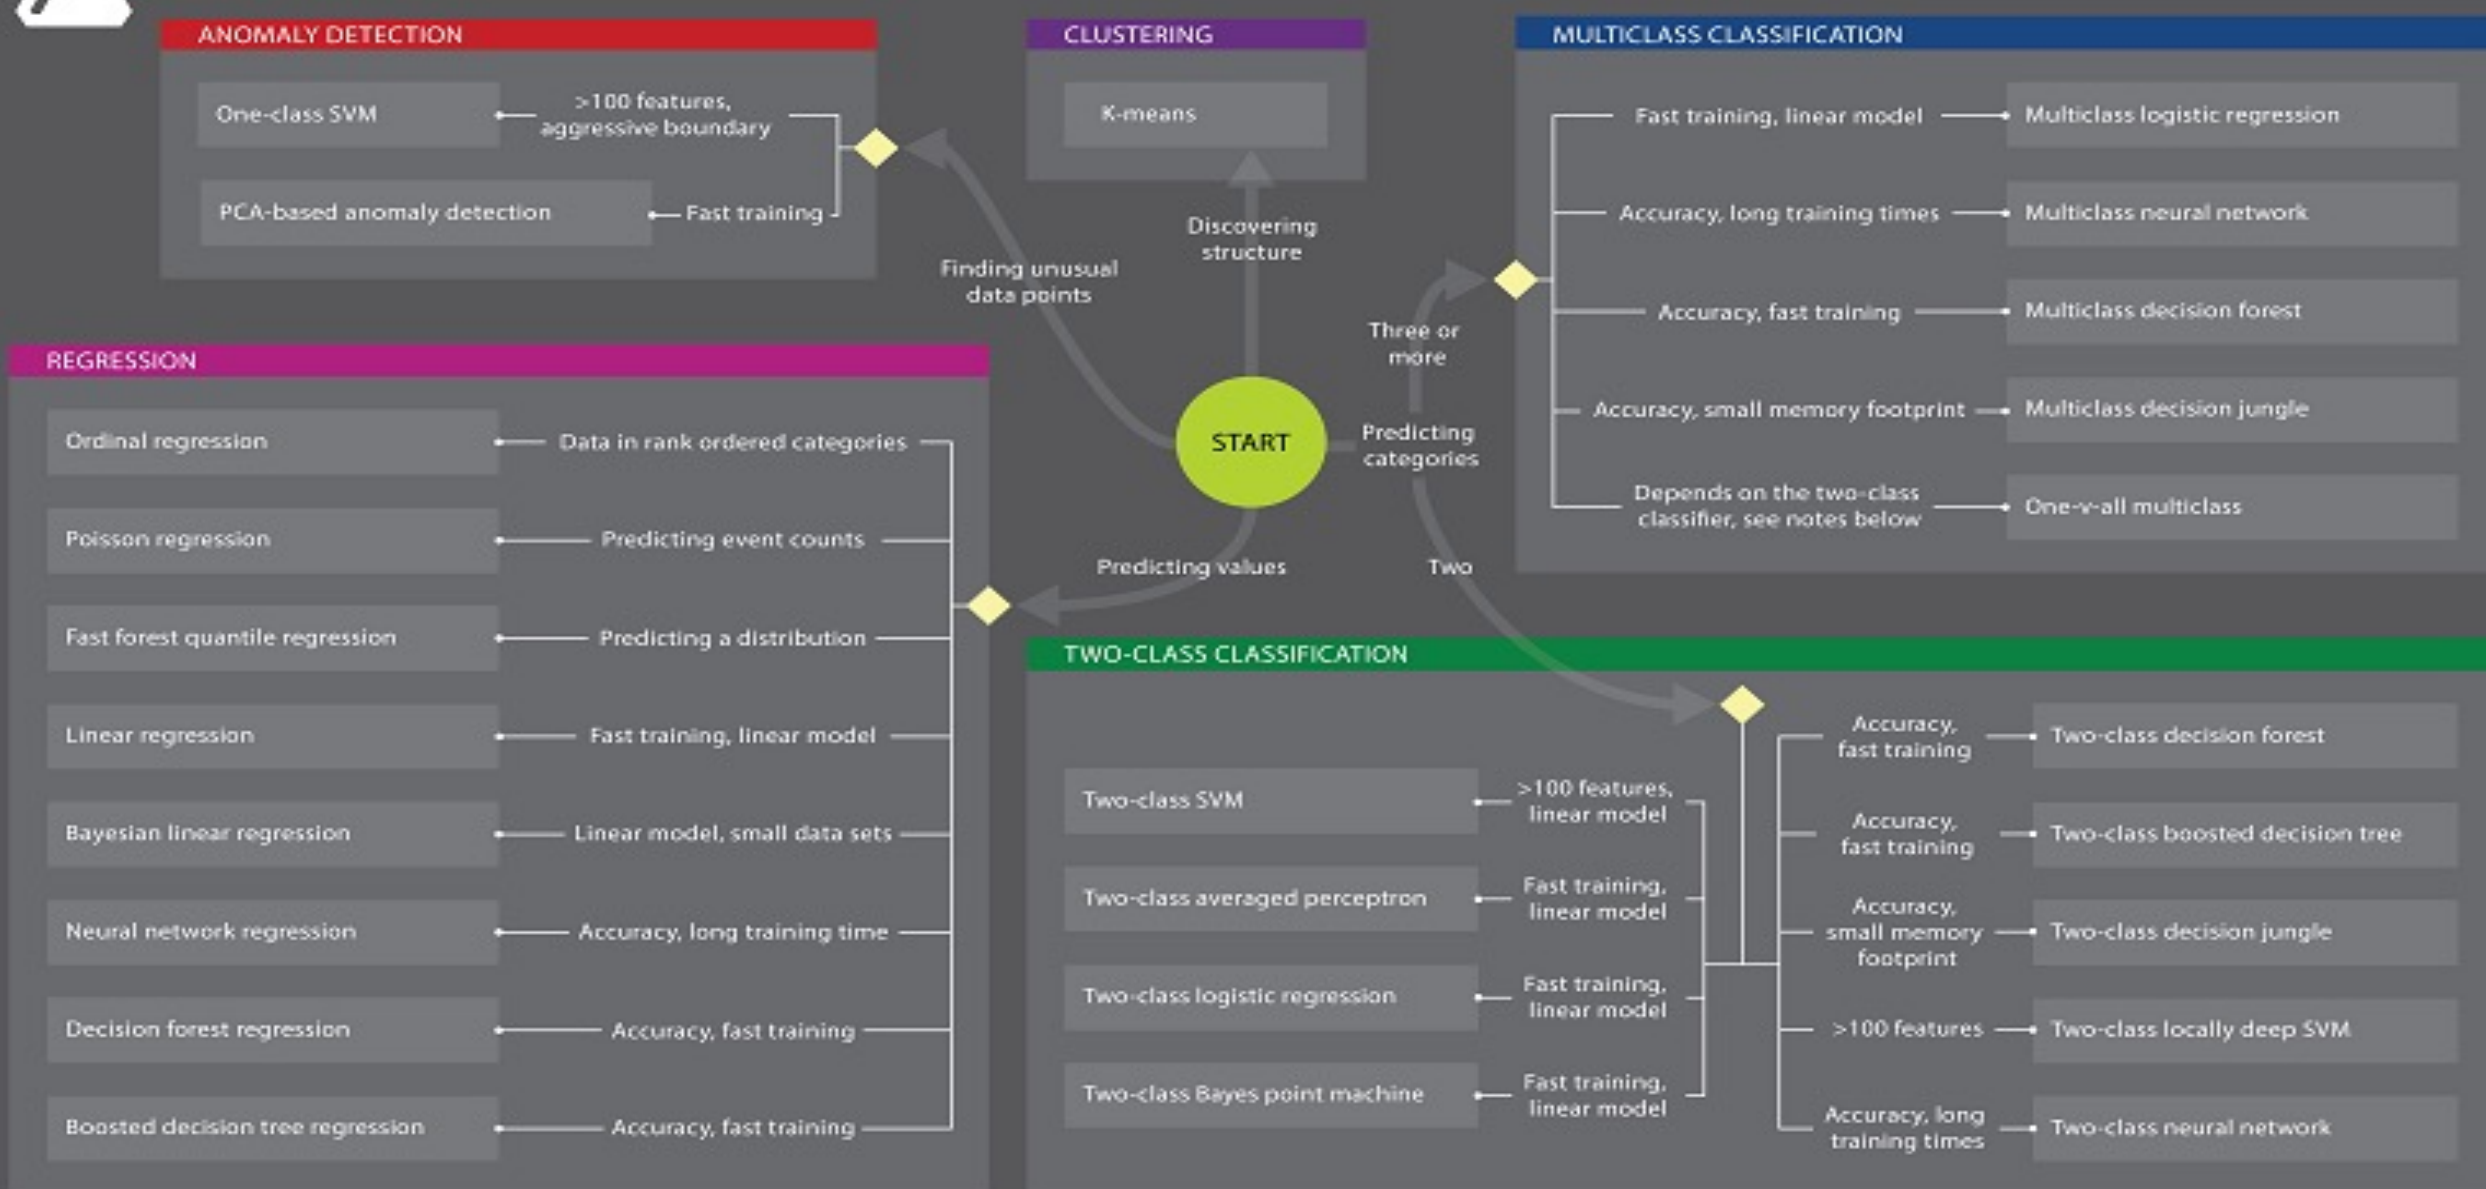 ANOMALY DETECTION
One-class SVM
>100 features,
aggressive boundary
PCA-based anomaly detection
Fast training
CLUSTERING
K-means
Discovering
structure
Finding unusual
data points
MULTICLASS CLASSIFICATION
Fast training, linear model
Multiclass logistic regression
Accuracy, long training times
Multiclass neural network
Accuracy, fast training
Multiclass decision forest
Accuracy, small memory footprint
Multiclass decision jungle
Depends on the two-class
classifier, see notes below
One-v-all multiclass
Three or
more
START
Predicting
categories
Predicting values
Two
REGRESSION
Ordinal regression
Data in rank ordered categories
Poisson regression
Predicting event counts
Fast forest quantile regression
Predicting a distribution
Linear regression
Fast training, linear model
Bayesian linear regression
Linear model, small data sets
Neural network regression
Accuracy, long training time
Decision forest regression
Accuracy, fast training
Boosted decision tree regression
Accuracy, fast training
TWO-CLASS CLASSIFICATION
Two-class SVM
>100 features,
linear model
Two-class averaged perceptron
Fast training,
linear model
Two-class logistic regression
Fast training,
linear model
Two-class Bayes point machine
Fast training,
linear model
Accuracy,
fast training
Two-class decision forest
Accuracy,
fast training
Two-class boosted decision tree
Accuracy,
small memory
footprint
Two-class decision jungle
>100 features
Two-class locally deep SVM
Accuracy, long
training times
Two-class neural network